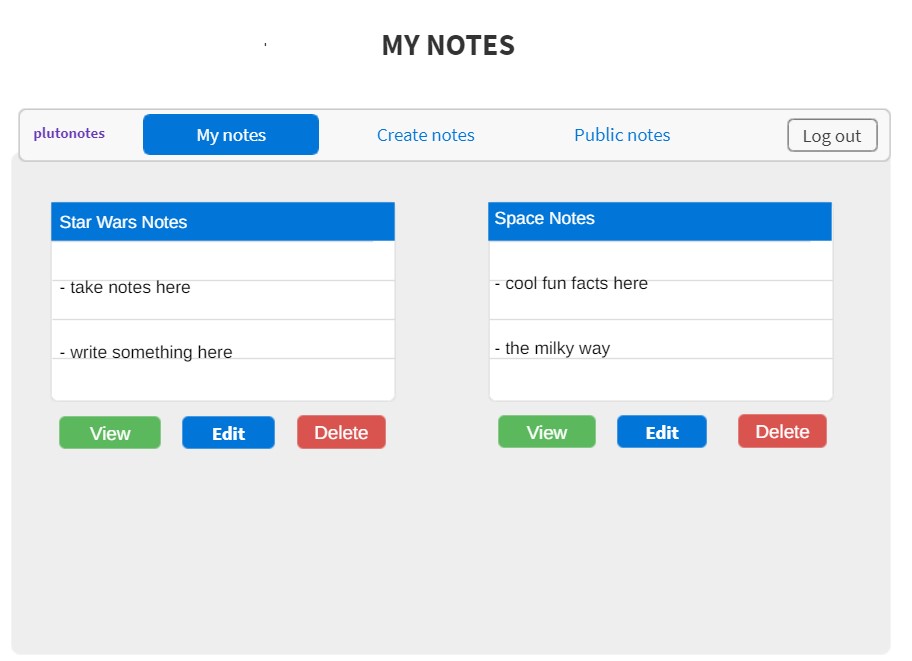 MY NOTES
plutonotes
My notes
Create notes
Public notes
Log out
Star Wars Notes
- take notes here
- write something here
View
Edit
Delete
Space Notes
- cool fun facts here
- the milky way
View
Edit
Delete